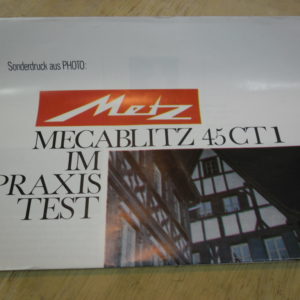 Sonderdruck aus PHOTO:
Metz
MECABLITZ 45 CT 1
IM
PRAXIS
TEST